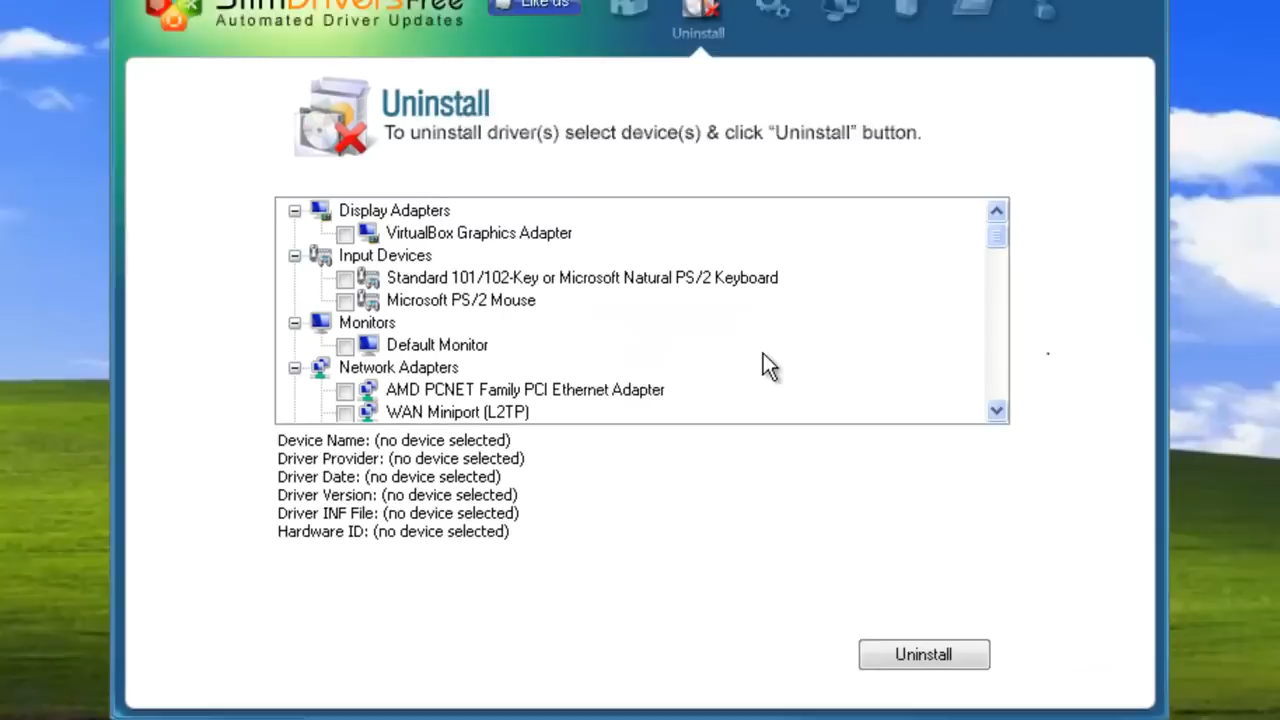 SlimDriversFree
Like us
Automated Driver Updates
Uninstall
Uninstall
To uninstall driver(s) select device(s) & click “Uninstall” button.
Display Adapters
VirtualBox Graphics Adapter
Input Devices
Standard 101/102-Key or Microsoft Natural PS/2 Keyboard
Microsoft PS/2 Mouse
Monitors
Default Monitor
Network Adapters
AMD PCNET Family PCI Ethernet Adapter
WAN Miniport (L2TP)
Device Name: (no device selected)
Driver Provider: (no device selected)
Driver Date: (no device selected)
Driver Version: (no device selected)
Driver INF File: (no device selected)
Hardware ID: (no device selected)
Uninstall